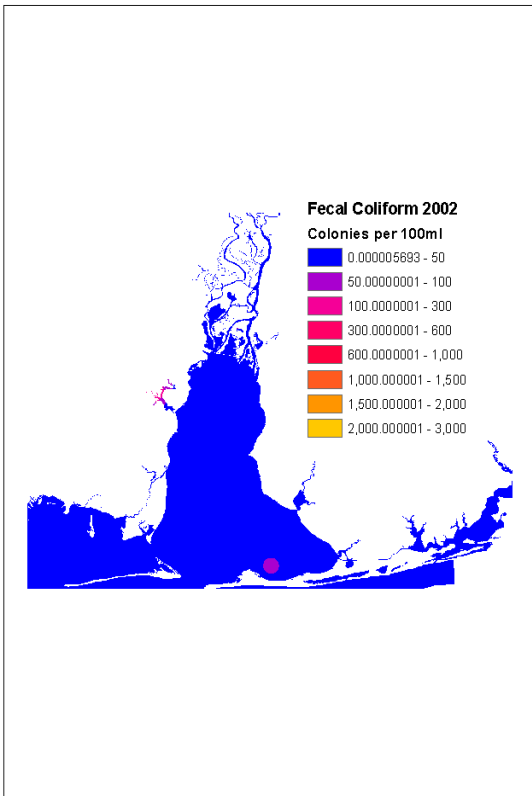 Fecal Coliform 2002
Colonies per 100ml
0.000005693 - 50
50.00000001 - 100
100.0000001 - 300
300.0000001 - 600
600.0000001 - 1,000
1,000.000001 - 1,500
1,500.000001 - 2,000
2,000.000001 - 3,000